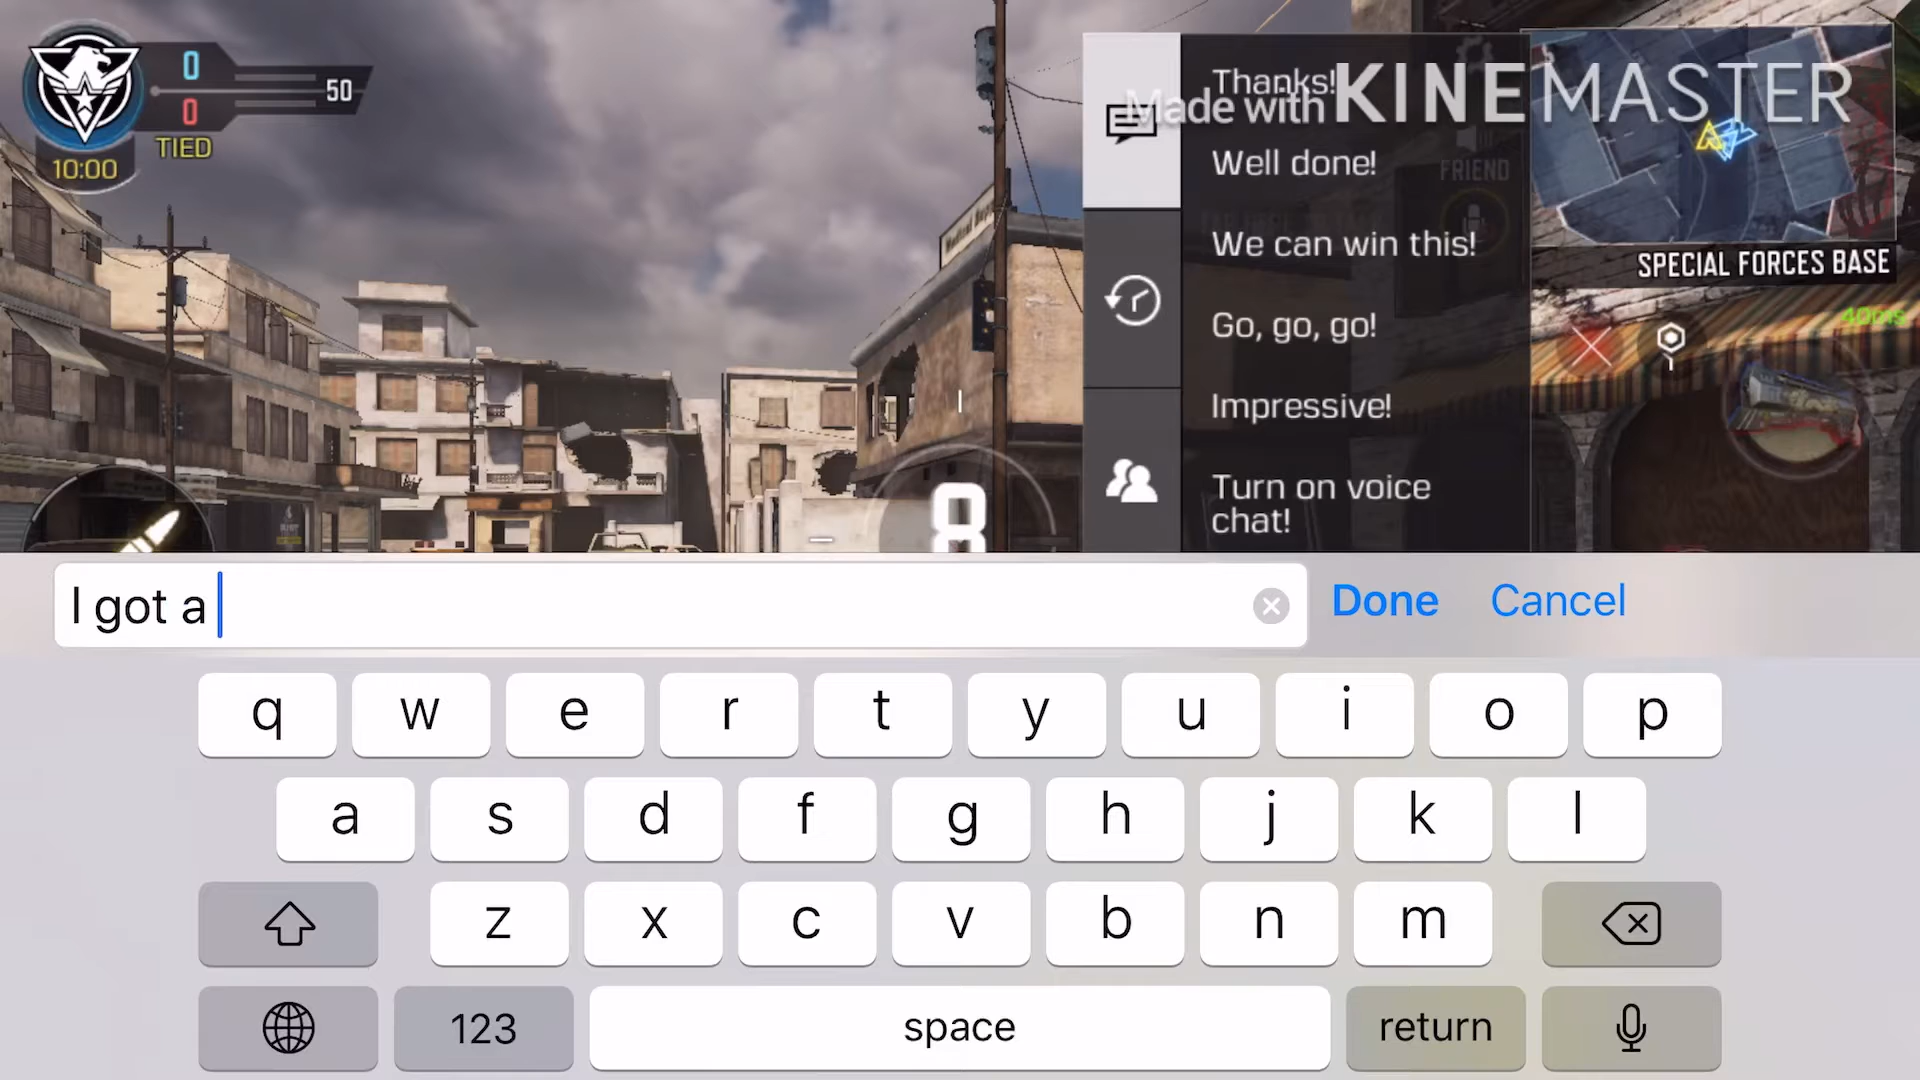 0
50
0
TIED
10:00
Thanks!
Made with KINEMASTER
Well done!
FRIEND
We can win this!
SPECIAL FORCES BASE
Go, go, go!
40ms
Impressive!
Turn on voice
chat!
8
I got a
Done
Cancel
q w e r t y u i o p
a s d f g h j k l
z x c v b n m
123
space
return